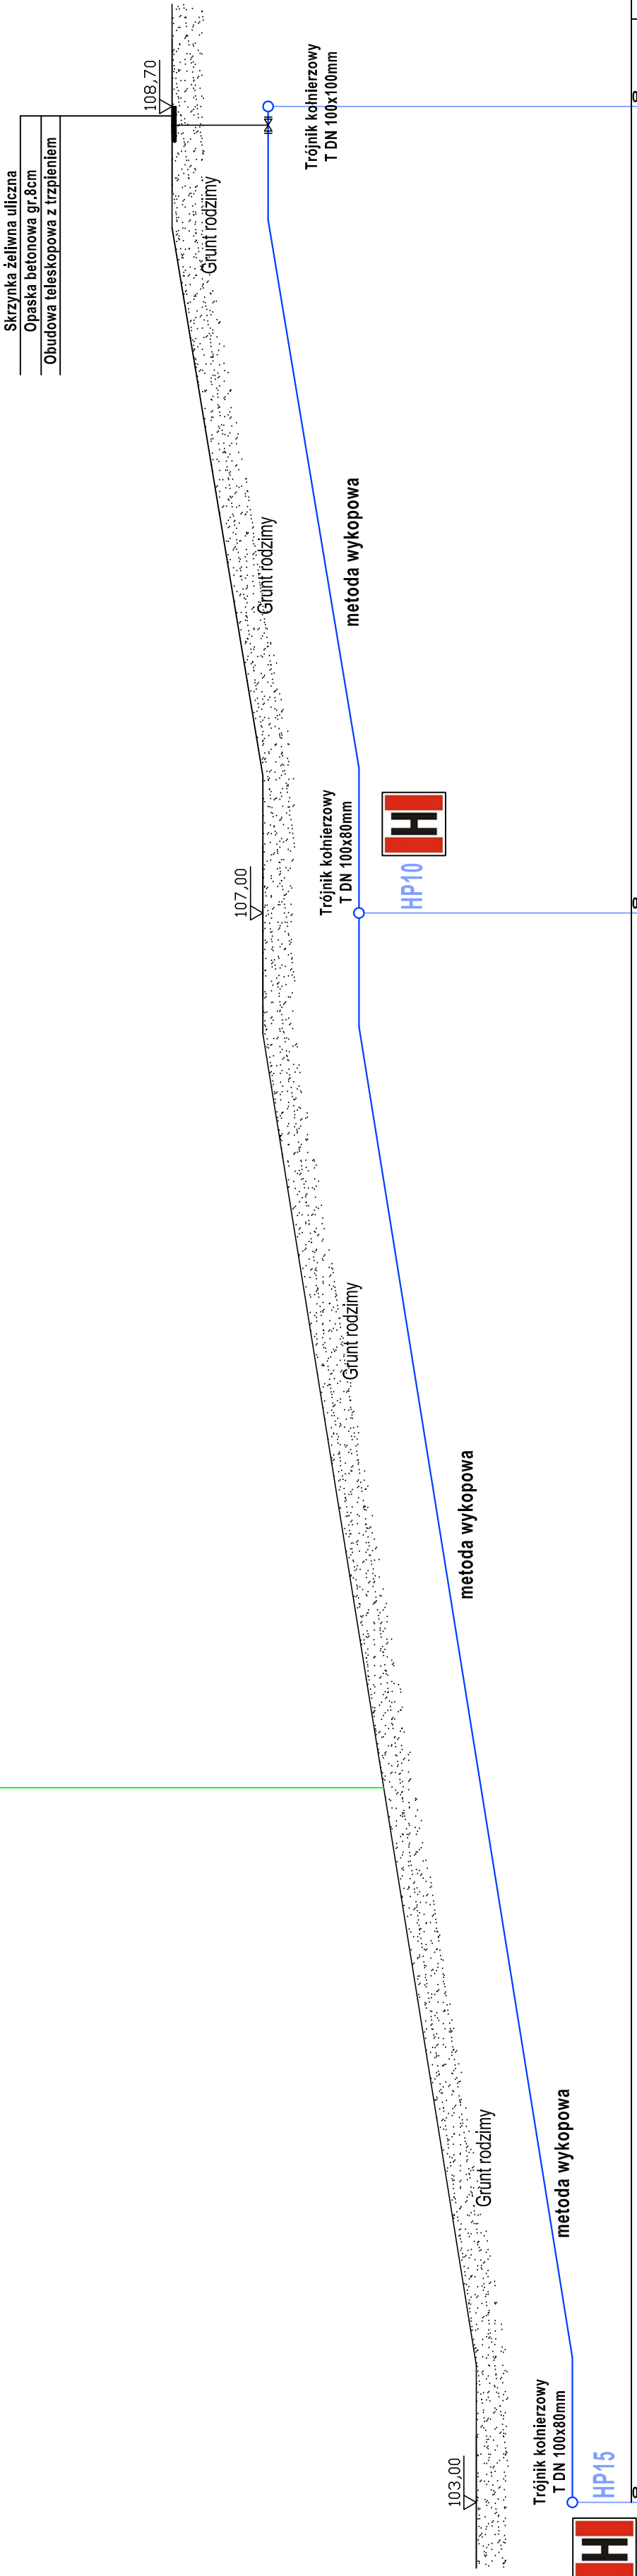 Skrzynka żeliwna uliczna
Opaska betonowa gr.8cm
Obudowa teleskopowa z trzpieniem
103,00
Trójnik kołnierzowy
T DN 100x80mm
HP15
H
Grunt rodzimy
metoda wykopowa
metoda wykopowa
Grunt rodzimy
107,00
Trójnik kołnierzowy
T DN 100x80mm
HP10
H
Grunt rodzimy
metoda wykopowa
Grunt rodzimy
108,70
Trójnik kołnierzowy
T DN 100x100mm